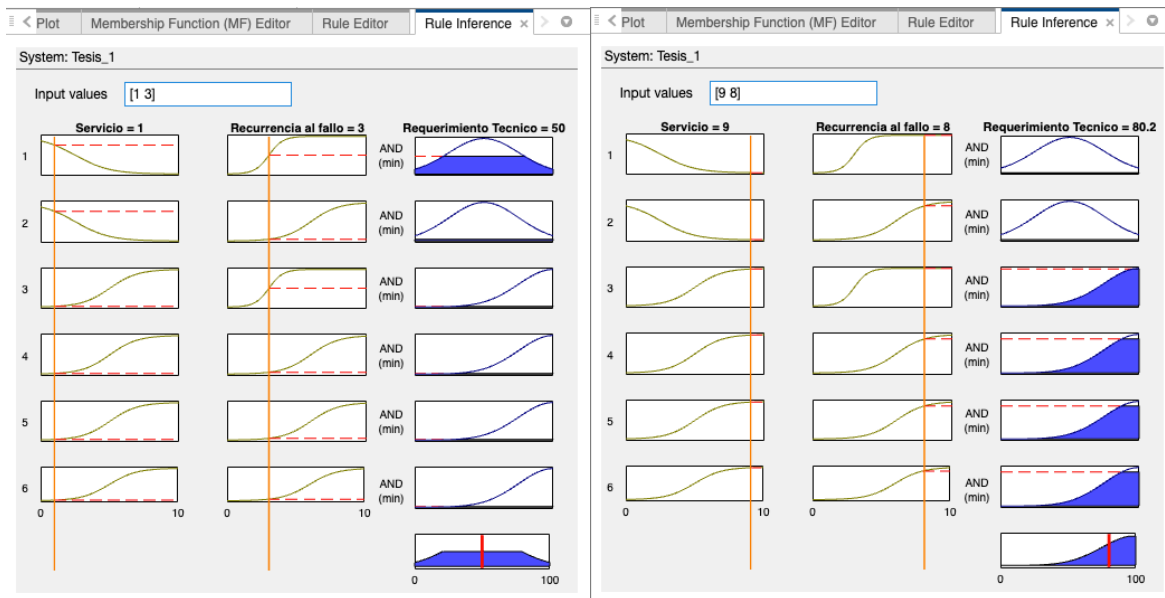 Plot Membership Function (MF) Editor Rule Editor Rule Inference ×
System: Tesis_1
Input values [1 3]
Servicio = 1 Recurrencia al fallo = 3 Requerimiento Tecnico = 50
1 AND (min)
2 AND (min)
3 AND (min)
4 AND (min)
5 AND (min)
6 AND (min)
0 10 0 10
0 100
Plot Membership Function (MF) Editor Rule Editor Rule Inference ×
System: Tesis_1
Input values [9 8]
Servicio = 9 Recurrencia al fallo = 8 Requerimiento Tecnico = 80.2
1 AND (min)
2 AND (min)
3 AND (min)
4 AND (min)
5 AND (min)
6 AND (min)
0 10 0 10
0 100